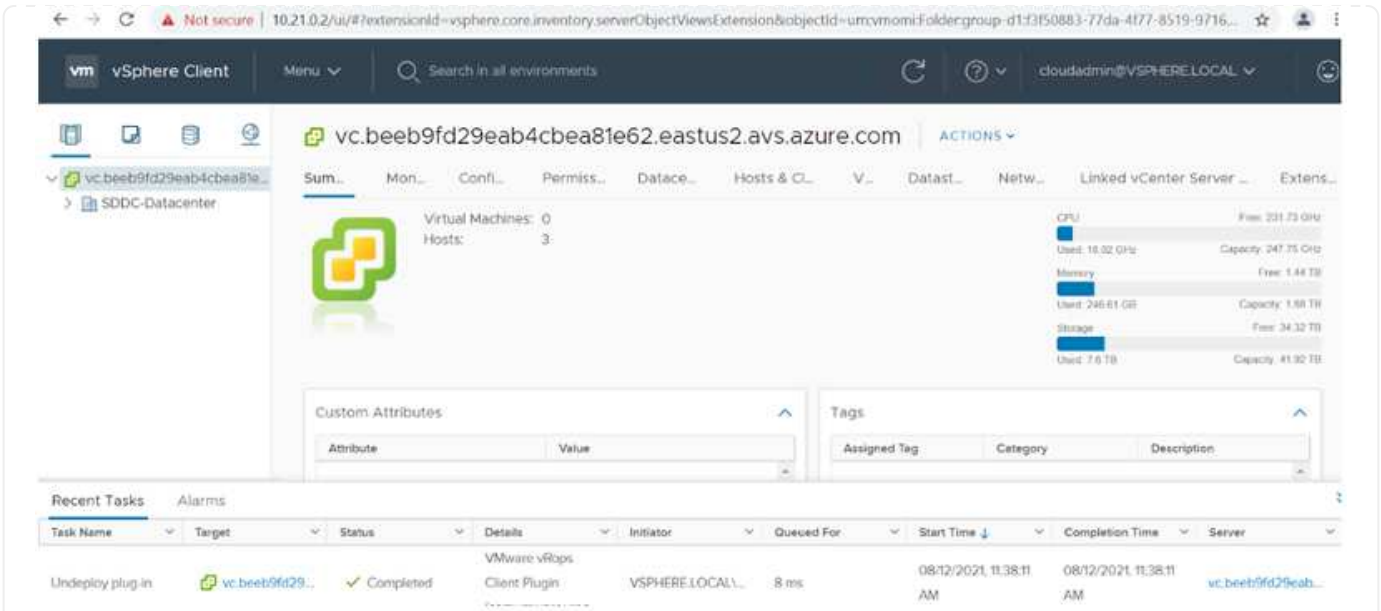 Not secure | 10.21.0.2/ui/#?extensionId=vsphere.core.inventory.serverObjectViewsExtension&objectId=urn:vmomi:Folder:group-d1:f3f50883-77da-4f77-8519-9716...
vm vSphere Client Menu Search in all environments cloudadmin@VSPHERE.LOCAL
vc.beeb9fd29eab4cbea81e62.eastus2.avs.azure.com ACTIONS
vc.beeb9fd29eab4cbea81e...
SDDC-Datacenter
Sum... Mon... Confi... Permiss... Datace... Hosts & Cl... V... Datast... Netw... Linked vCenter Server ... Extens...
Virtual Machines: 0
Hosts: 3
CPU Free: 231.73 GHz
Used: 16.02 GHz Capacity: 247.75 GHz
Memory Free: 1.44 TB
Used: 246.61 GB Capacity: 1.68 TB
Storage Free: 34.32 TB
Used: 7.6 TB Capacity: 41.92 TB
Custom Attributes
Attribute Value
Tags
Assigned Tag Category Description
Recent Tasks Alarms
Task Name Target Status Details Initiator Queued For Start Time Completion Time Server
Undeploy plug-in vc.beeb9fd29... Completed VMware vRops Client Plugin VSPHERE.LOCAL\... 8 ms 08/12/2021, 11:38:11 AM 08/12/2021, 11:38:11 AM vc.beeb9fd29eab...